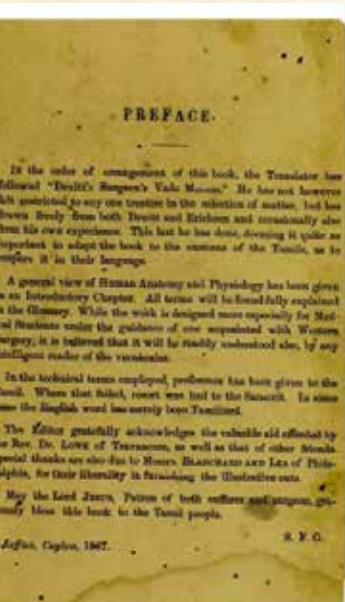 PREFACE.
In the order of arrangement of this book, the Translator has
followed "Druitt's Surgeon's Vade Mecum." He has not however
felt restricted to any one treatise in the selection of matter, but has
drawn freely from both Druitt and Erichsen and occasionally also
from his own experience. This last he has done, deeming it quite as
important to adapt the book to the customs of the Tamils, as to
prepare it in their language.
A general view of Human Anatomy and Physiology has been given
as an Introductory Chapter. All terms will be found fully explained
in the Glossary. While the work is designed more especially for Med-
ical Students under the guidance of one acquainted with Western
Surgery, it is believed that it will be readily understood also, by any
intelligent reader of the vernacular.
In the technical terms employed, preference has been given to the
Tamil. Where that failed, resort was had to the Sanscrit. In some
cases the English word has merely been Tamilized.
The Editor gratefully acknowledges the valuable aid afforded by
the Rev. Dr. LOWE of Travancore, as well as that of other friends.
Special thanks are also due to Messrs. BLANCHARD AND LEA of Phila-
delphia, for their liberality in furnishing the illustrative cuts.
May the Lord JESUS, Patron of both sufferer and surgeon, gra-
ciously bless this book to the Tamil people.
S. F. G.
Jaffna, Ceylon, 1867.